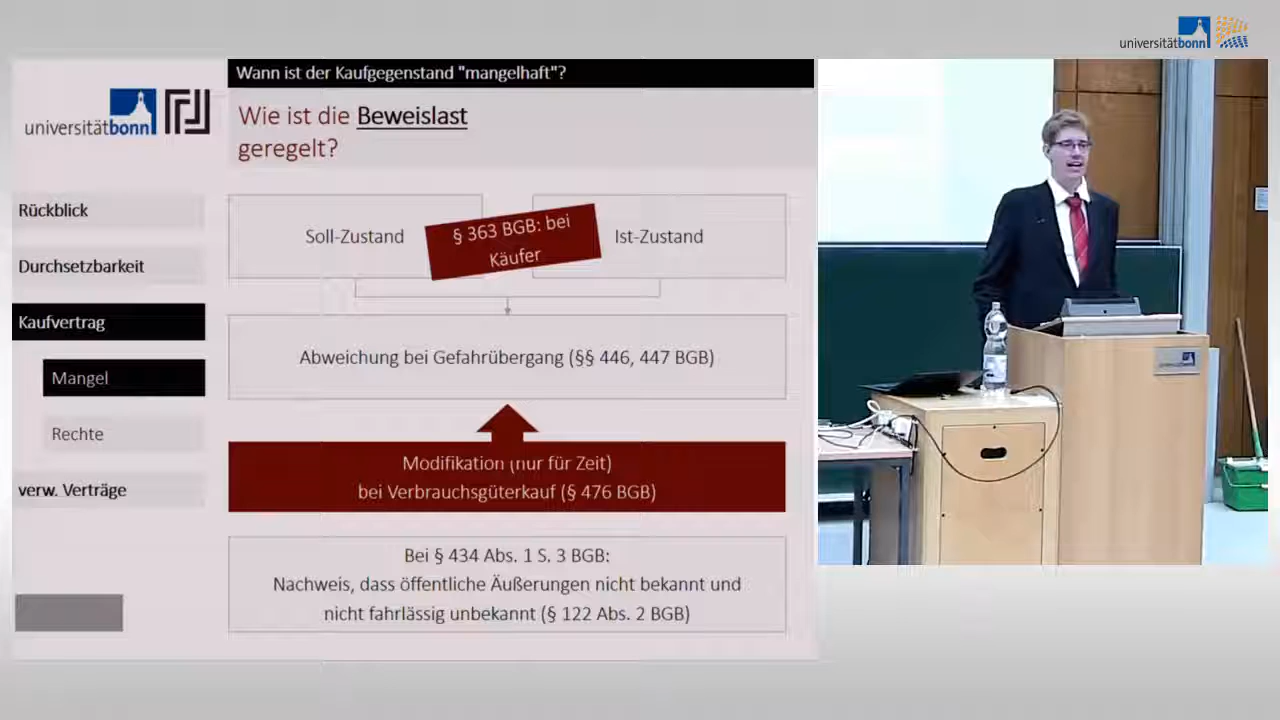 universitätbonn
Wann ist der Kaufgegenstand "mangelhaft"?
universitätbonn
Wie ist die Beweislast
geregelt?
Rückblick
Durchsetzbarkeit
Kaufvertrag
Mangel
Rechte
verw. Verträge
Soll-Zustand
§ 363 BGB: bei
Käufer
Ist-Zustand
Abweichung bei Gefahrübergang (§§ 446, 447 BGB)
Modifikation (nur für Zeit)
bei Verbrauchsgüterkauf (§ 476 BGB)
Bei § 434 Abs. 1 S. 3 BGB:
Nachweis, dass öffentliche Äußerungen nicht bekannt und
nicht fahrlässig unbekannt (§ 122 Abs. 2 BGB)